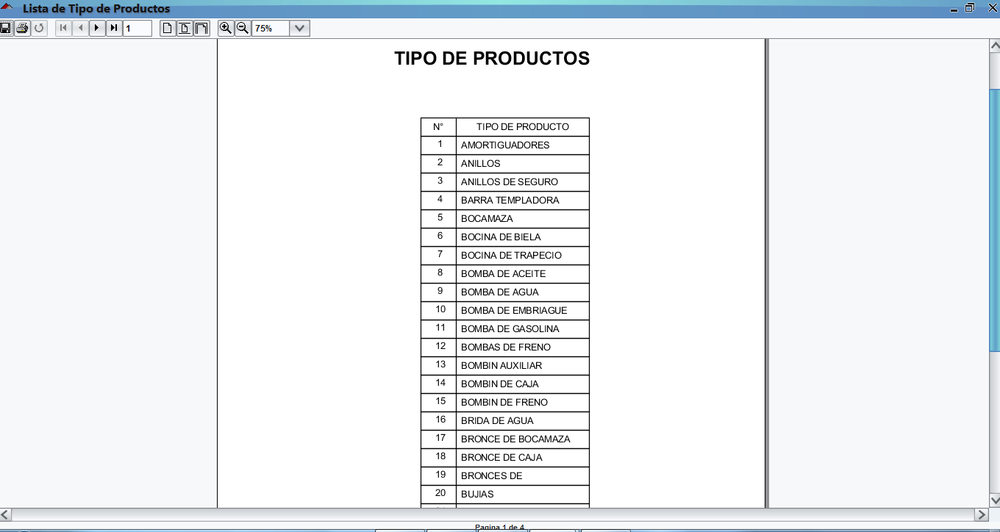 Lista de Tipo de Productos
1
75%
TIPO DE PRODUCTOS
N° TIPO DE PRODUCTO
1 AMORTIGUADORES
2 ANILLOS
3 ANILLOS DE SEGURO
4 BARRA TEMPLADORA
5 BOCAMAZA
6 BOCINA DE BIELA
7 BOCINA DE TRAPECIO
8 BOMBA DE ACEITE
9 BOMBA DE AGUA
10 BOMBA DE EMBRIAGUE
11 BOMBA DE GASOLINA
12 BOMBAS DE FRENO
13 BOMBIN AUXILIAR
14 BOMBIN DE CAJA
15 BOMBIN DE FRENO
16 BRIDA DE AGUA
17 BRONCE DE BOCAMAZA
18 BRONCE DE CAJA
19 BRONCES DE
20 BUJIAS
Pagina 1 de 4